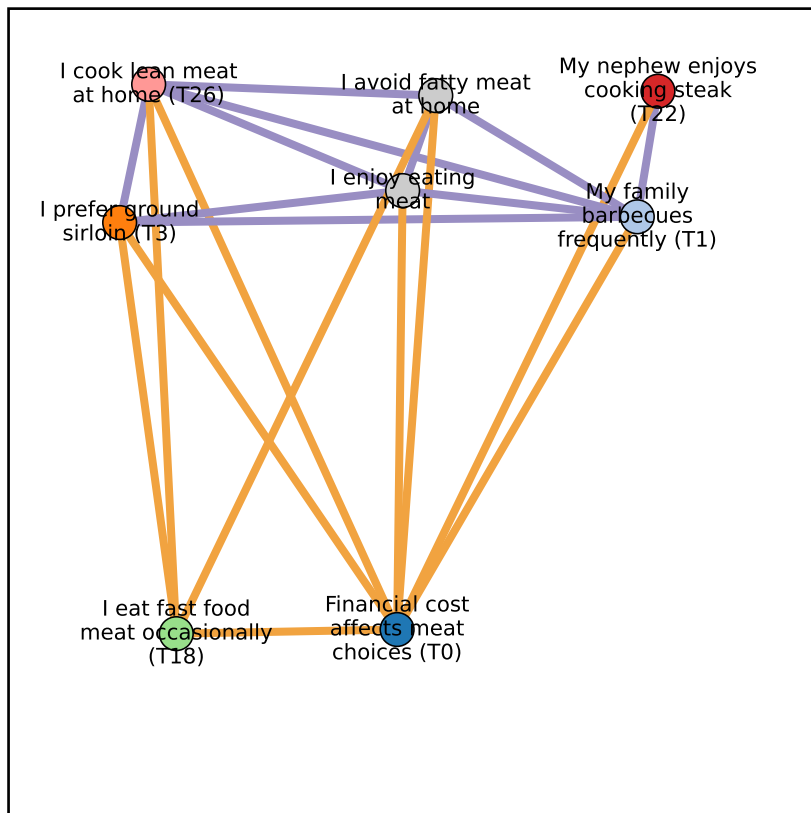 I cook lean meat
at home (T26)
I avoid fatty meat
at home
My nephew enjoys
cooking steak
(T22)
I enjoy eating
meat
I prefer ground
sirloin (T3)
My family
barbecues
frequently (T1)
I eat fast food
meat occasionally
(T18)
Financial cost
affects meat
choices (T0)